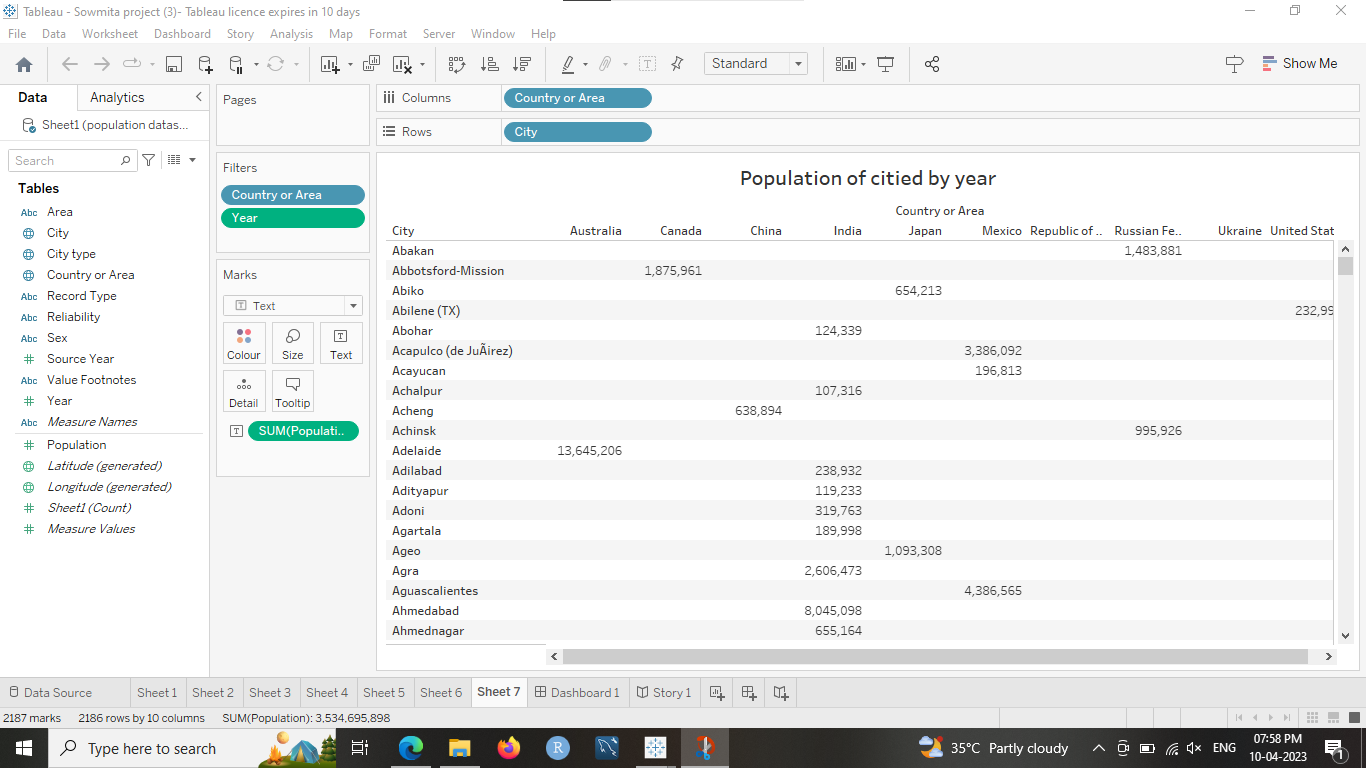 Tableau - Sowmita project (3)- Tableau licence expires in 10 days
File Data Worksheet Dashboard Story Analysis Map Format Server Window Help
Standard
Show Me
Data Analytics
Sheet1 (population datas...
Search
Tables
Abc Area
City
City type
Country or Area
Abc Record Type
Abc Reliability
Abc Sex
Source Year
Abc Value Footnotes
Year
Abc Measure Names
Population
Latitude (generated)
Longitude (generated)
Sheet1 (Count)
Measure Values
Pages
Filters
Country or Area
Year
Marks
Text
Colour Size Text
Detail Tooltip
SUM(Populati..
Columns Country or Area
Rows City
Population of citied by year
Country or Area
City Australia Canada China India Japan Mexico Republic of .. Russian Fe.. Ukraine United Stat
Abakan 1,483,881
Abbotsford-Mission 1,875,961
Abiko 654,213
Abilene (TX) 232,99
Abohar 124,339
Acapulco (de JuÃirez) 3,386,092
Acayucan 196,813
Achalpur 107,316
Acheng 638,894
Achinsk 995,926
Adelaide 13,645,206
Adilabad 238,932
Adityapur 119,233
Adoni 319,763
Agartala 189,998
Ageo 1,093,308
Agra 2,606,473
Aguascalientes 4,386,565
Ahmedabad 8,045,098
Ahmednagar 655,164
Data Source Sheet 1 Sheet 2 Sheet 3 Sheet 4 Sheet 5 Sheet 6 Sheet 7 Dashboard 1 Story 1
2187 marks 2186 rows by 10 columns SUM(Population): 3,534,695,898
Type here to search
35°C Partly cloudy
ENG
07:58 PM
10-04-2023
1